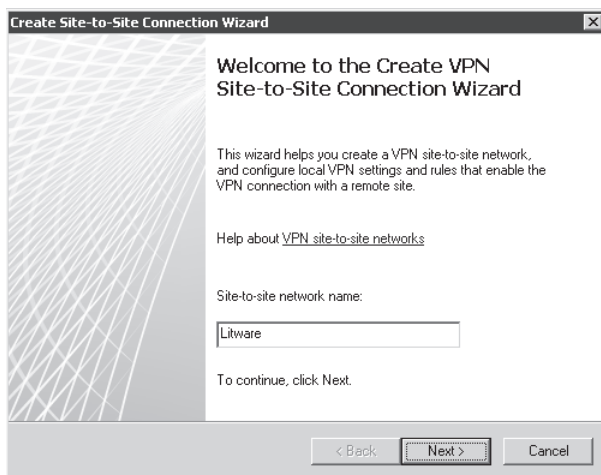 Create Site-to-Site Connection Wizard
Welcome to the Create VPN
Site-to-Site Connection Wizard
This wizard helps you create a VPN site-to-site network,
and configure local VPN settings and rules that enable the
VPN connection with a remote site.
Help about VPN site-to-site networks
Site-to-site network name:
Litware
To continue, click Next.
< Back
Next >
Cancel